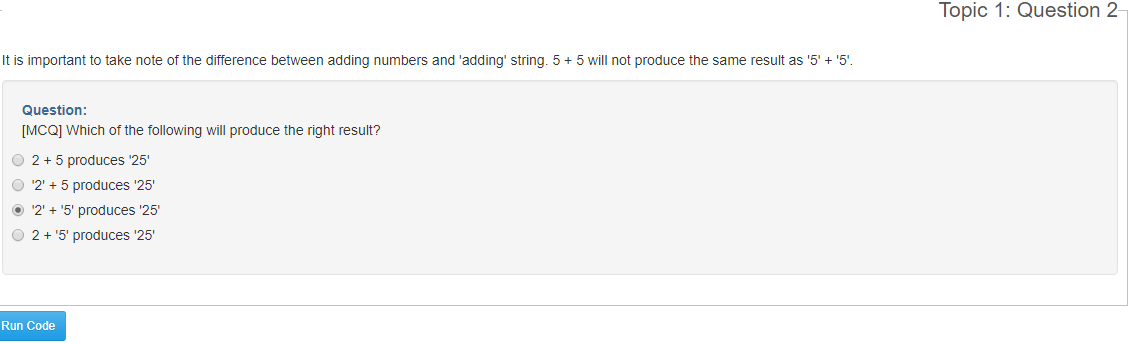 Topic 1: Question 2
It is important to take note of the difference between adding numbers and 'adding' string. 5 + 5 will not produce the same result as '5' + '5'.
Question:
[MCQ] Which of the following will produce the right result?
2 + 5 produces '25'
'2' + 5 produces '25'
'2' + '5' produces '25'
2 + '5' produces '25'
Run Code